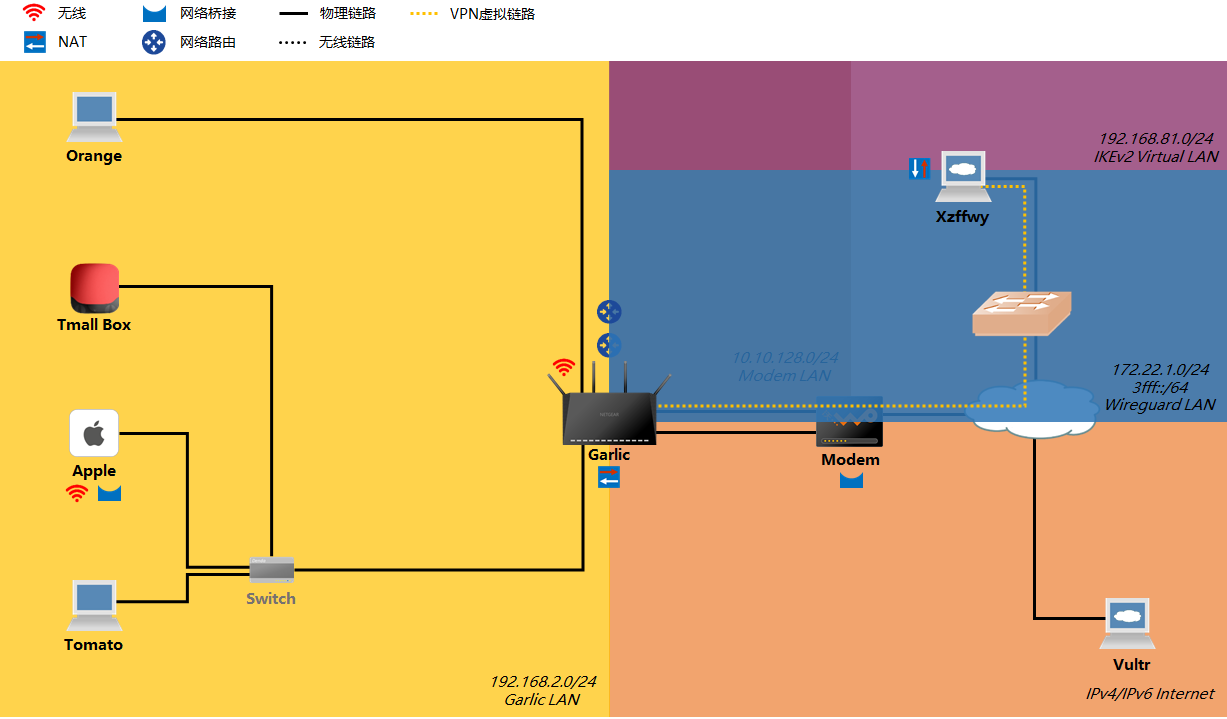 无线
网络桥接
物理链路
VPN虚拟链路
NAT
网络路由
无线链路
Orange
192.168.81.0/24
IKEv2 Virtual LAN
Xzffwy
Tmall Box
10.10.128.0/24
Modem LAN
172.22.1.0/24
3fff::/64
Wireguard LAN
Garlic
Modem
Apple
Switch
Tomato
Vultr
192.168.2.0/24
Garlic LAN
IPv4/IPv6 Internet